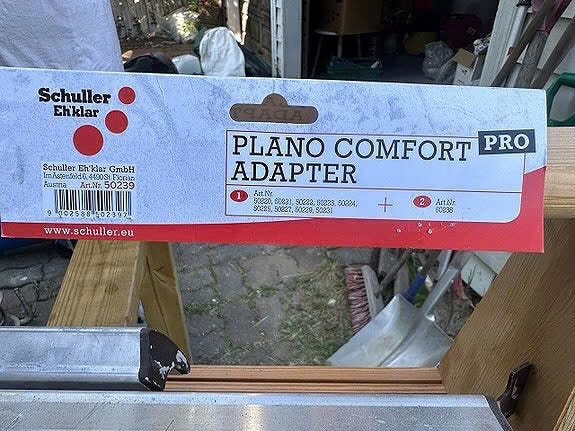 Schuller
Eh'klar
Schuller Eh'klar GmbH
Im Astenfeld 6, 4490 St. Florian
Austria Art.Nr. 50239
9 002588 502397
www.schuller.eu
PLANO COMFORT PRO
ADAPTER
1 Art.Nr.
50220, 50221, 50222, 50223, 50224,
50225, 50227, 50229, 50231
+
2 Art.Nr.
50238